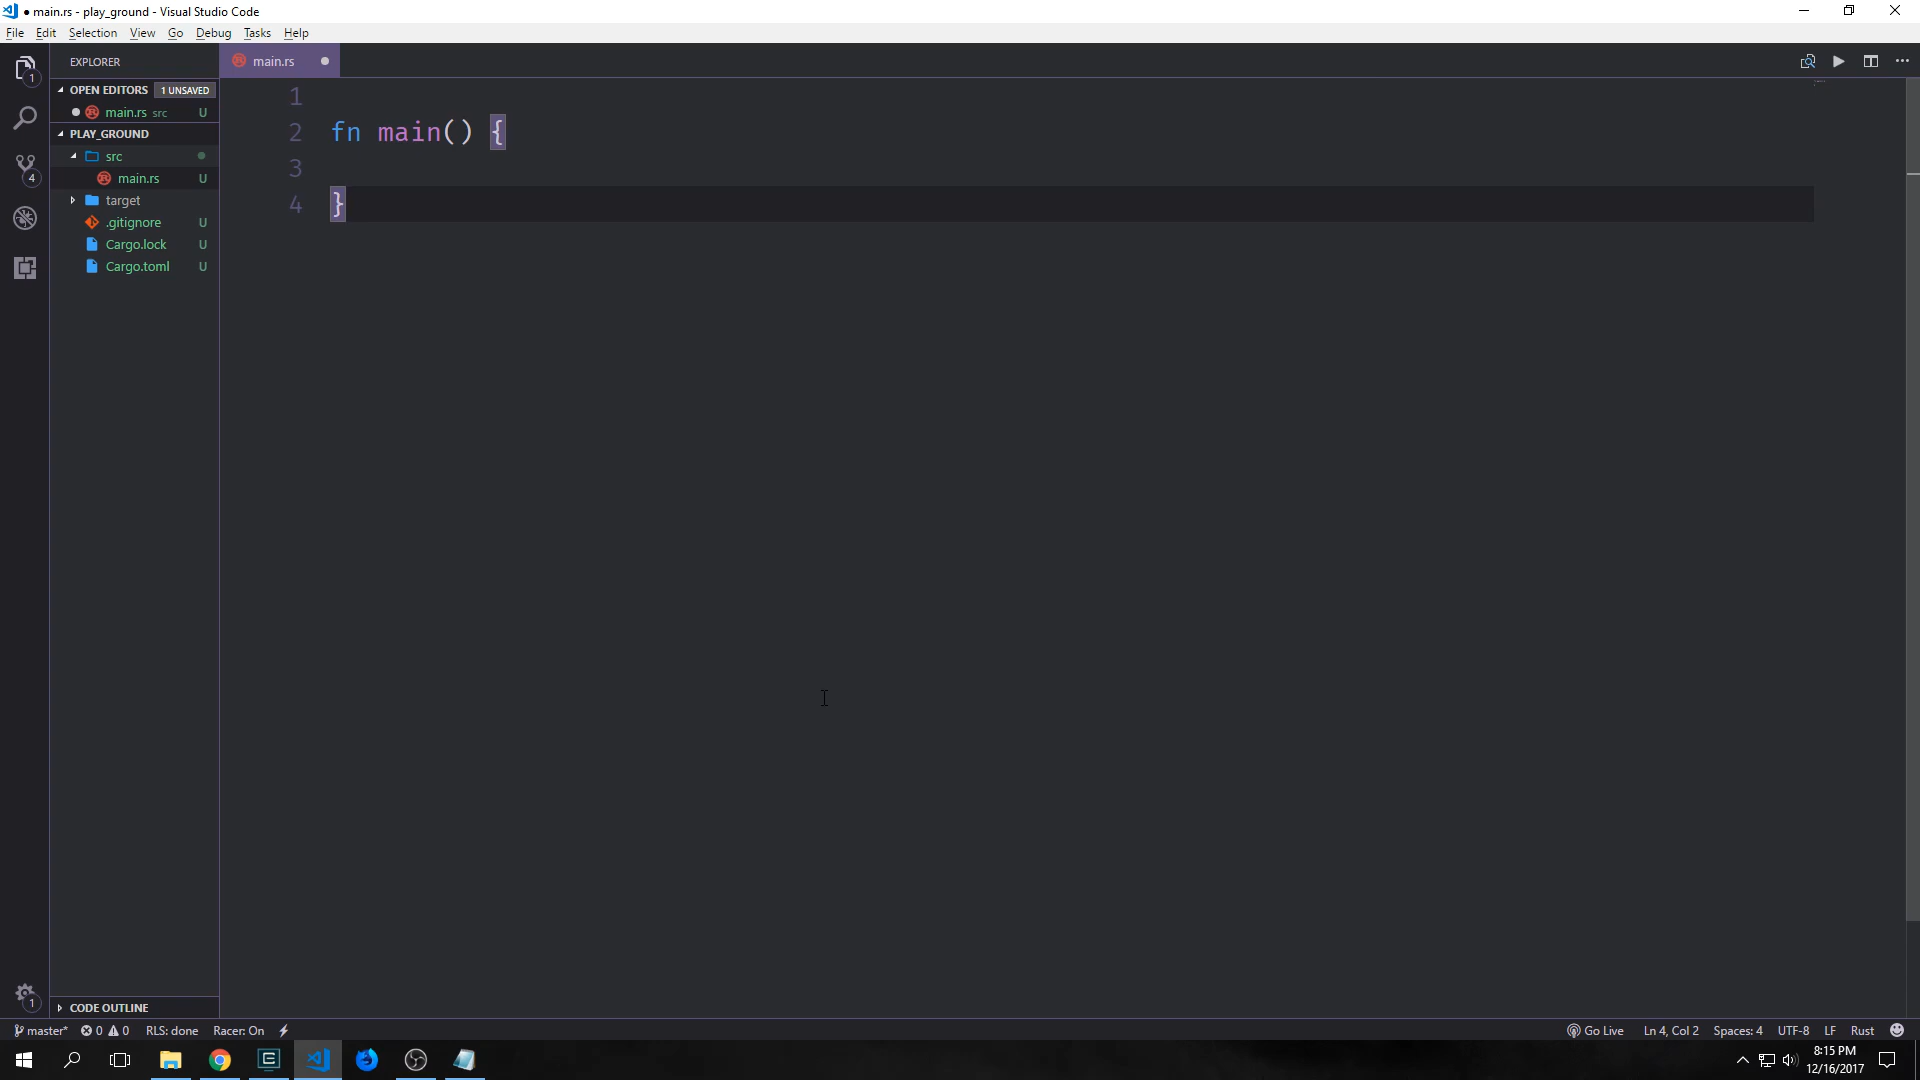 ● main.rs - play_ground - Visual Studio Code
File Edit Selection View Go Debug Tasks Help
EXPLORER
main.rs
OPEN EDITORS 1 UNSAVED
main.rs src U
PLAY_GROUND
src
main.rs U
target
.gitignore U
Cargo.lock U
Cargo.toml U
1
4
1
2 fn main() {
3
4 }
1
CODE OUTLINE
master* 0 0 RLS: done Racer: On
Go Live Ln 4, Col 2 Spaces: 4 UTF-8 LF Rust
8:15 PM
12/16/2017